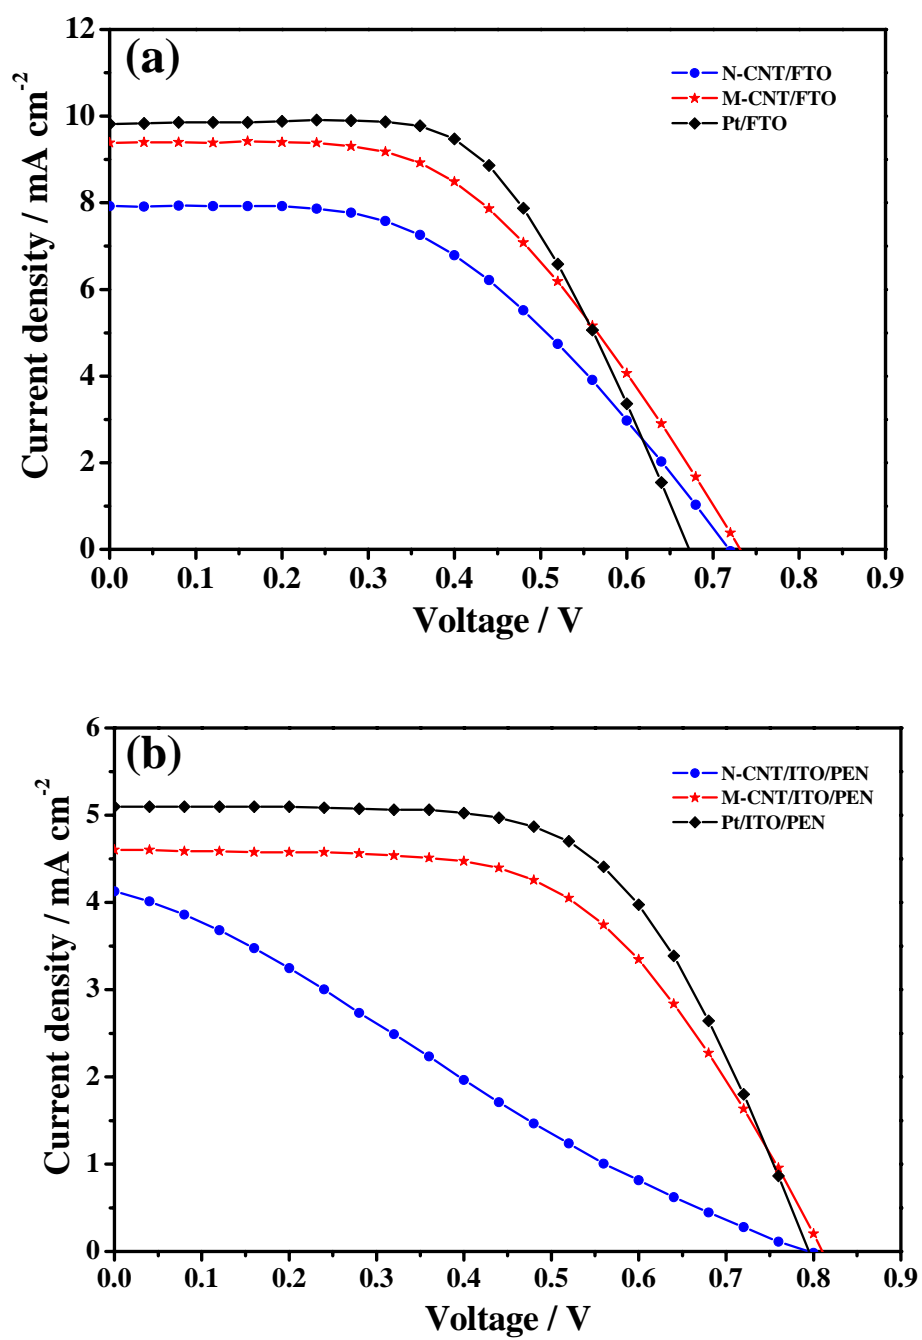 (a)
N-CNT/FTO
M-CNT/FTO
Pt/FTO
Current density / mA cm-2
12
10
8
6
4
2
0
0.0 0.1 0.2 0.3 0.4 0.5 0.6 0.7 0.8 0.9
Voltage / V
(b)
N-CNT/ITO/PEN
M-CNT/ITO/PEN
Pt/ITO/PEN
Current density / mA cm-2
6
5
4
3
2
1
0
0.0 0.1 0.2 0.3 0.4 0.5 0.6 0.7 0.8 0.9
Voltage / V